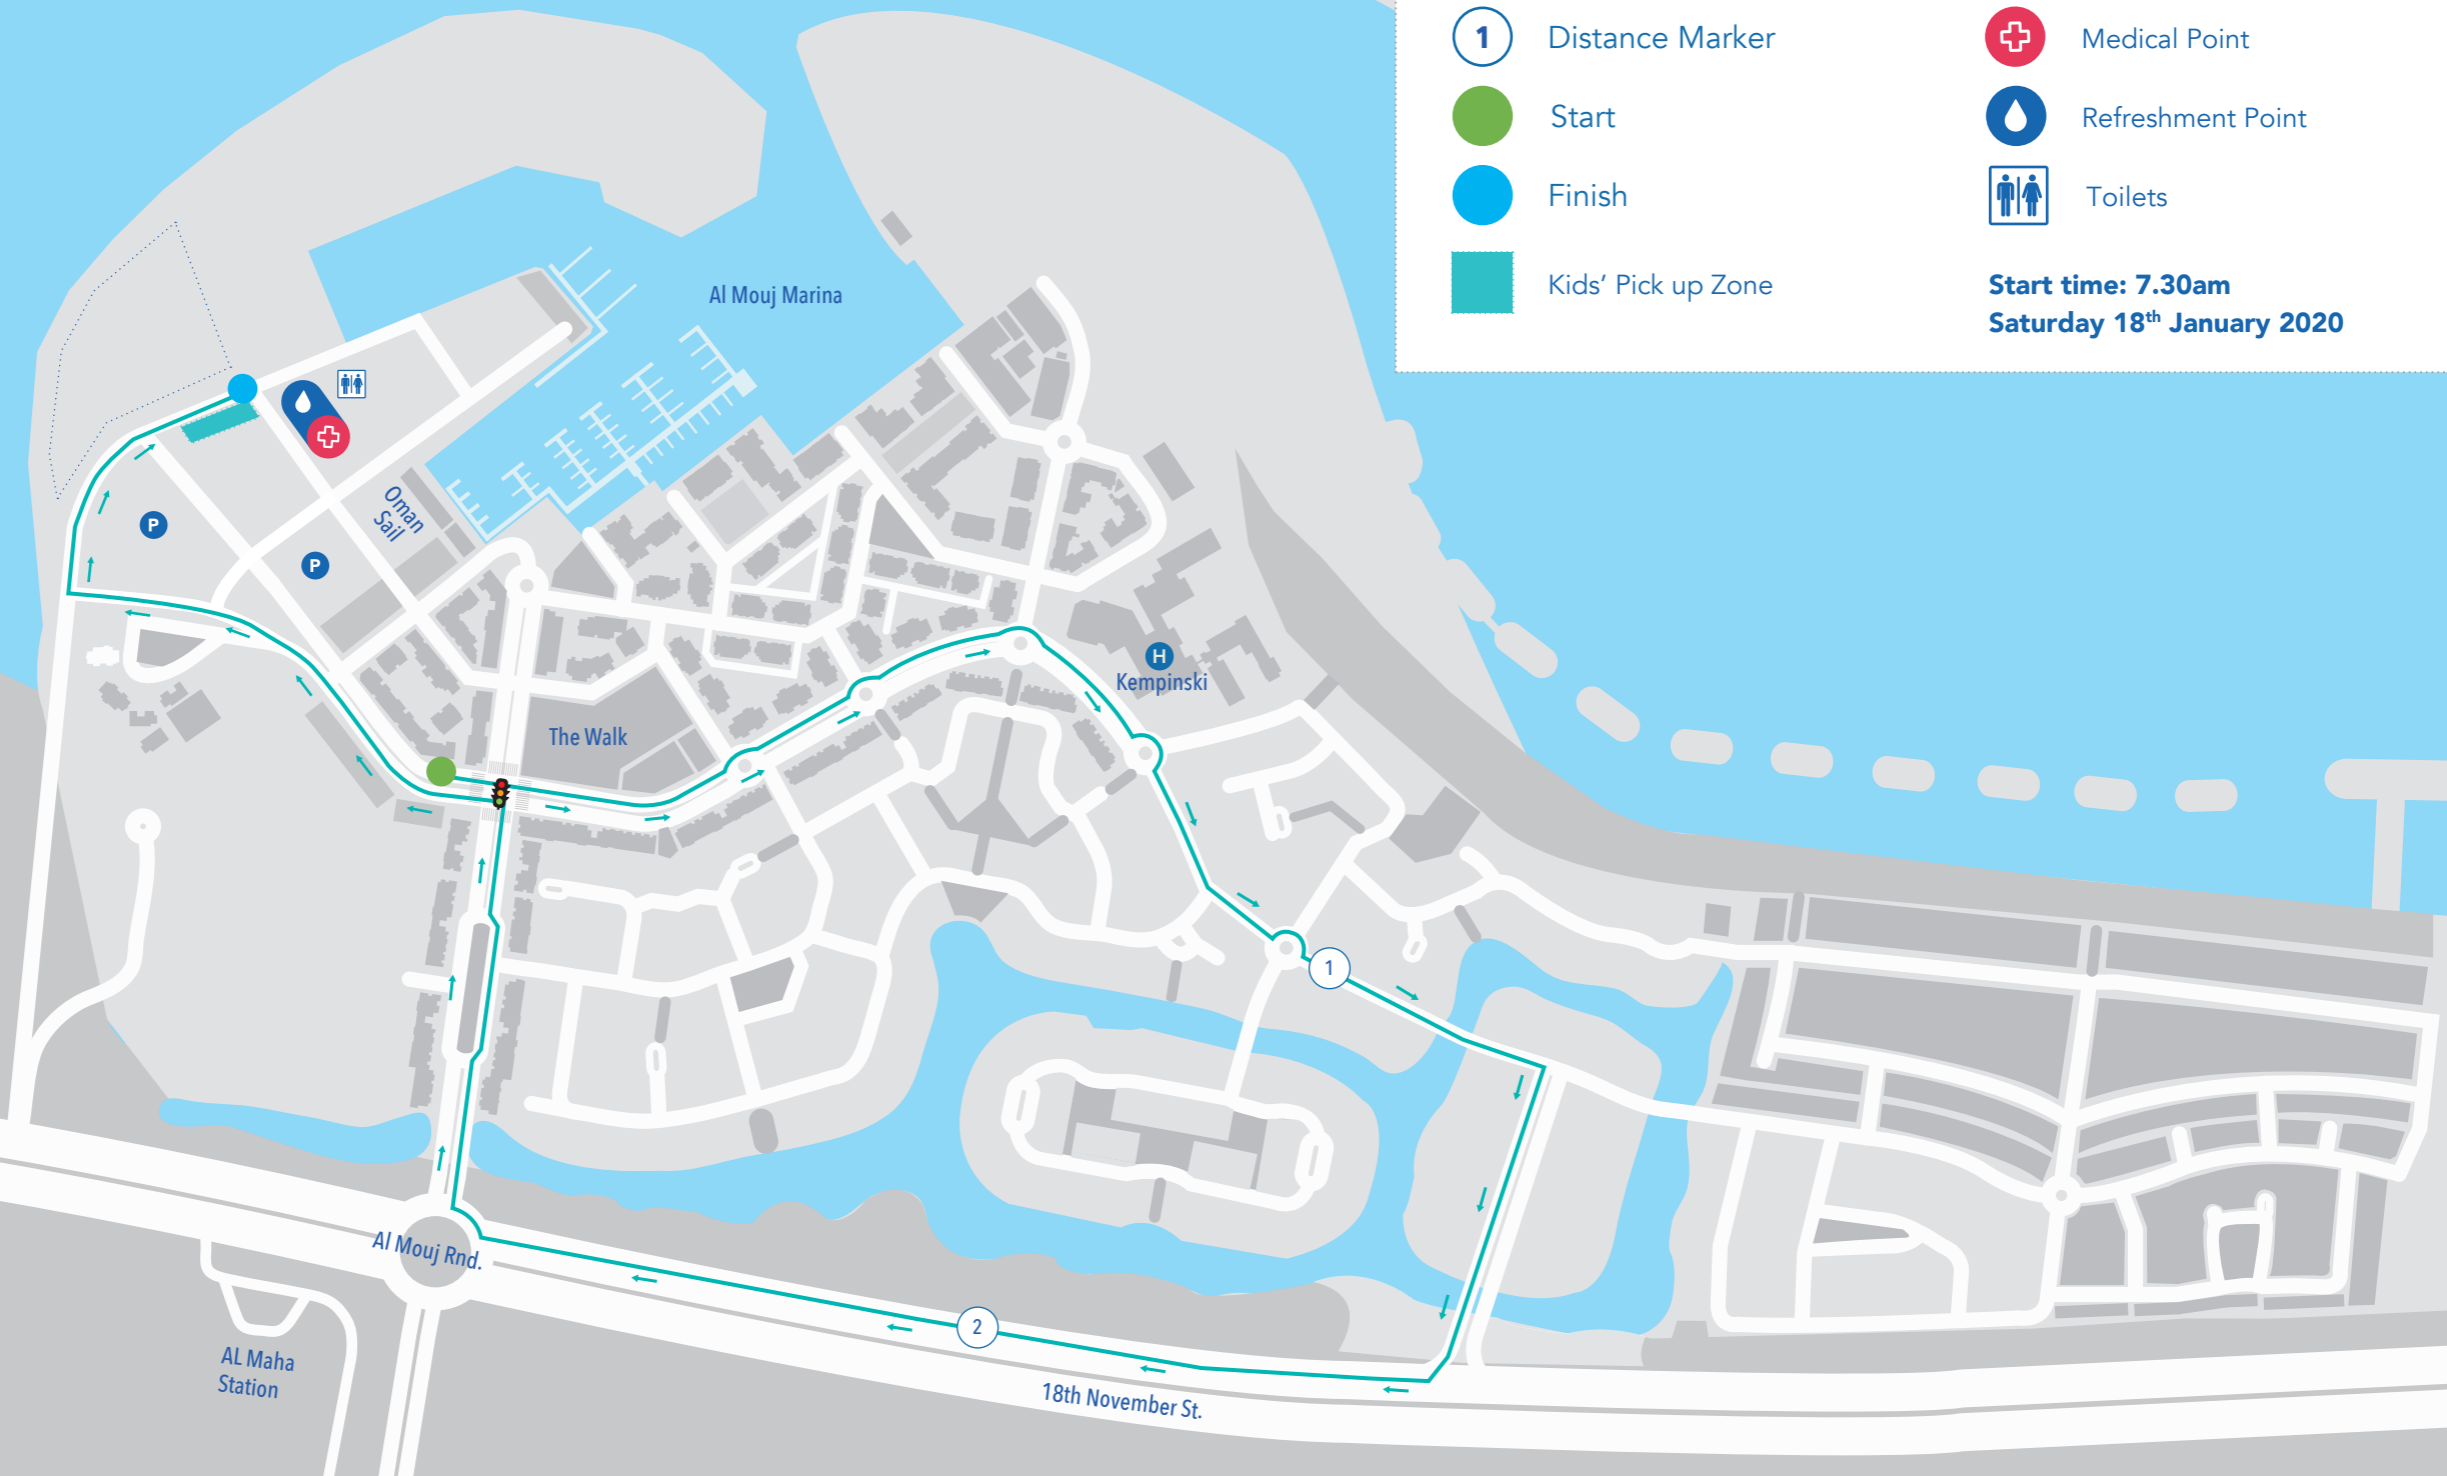 1 Distance Marker
Start
Finish
Kids' Pick up Zone
Medical Point
Refreshment Point
Toilets
Start time: 7.30am
Saturday 18th January 2020
Al Mouj Marina
Oman
Sail
P
P
H
Kempinski
The Walk
1
Al Mouj Rnd.
2
AL Maha
Station
18th November St.